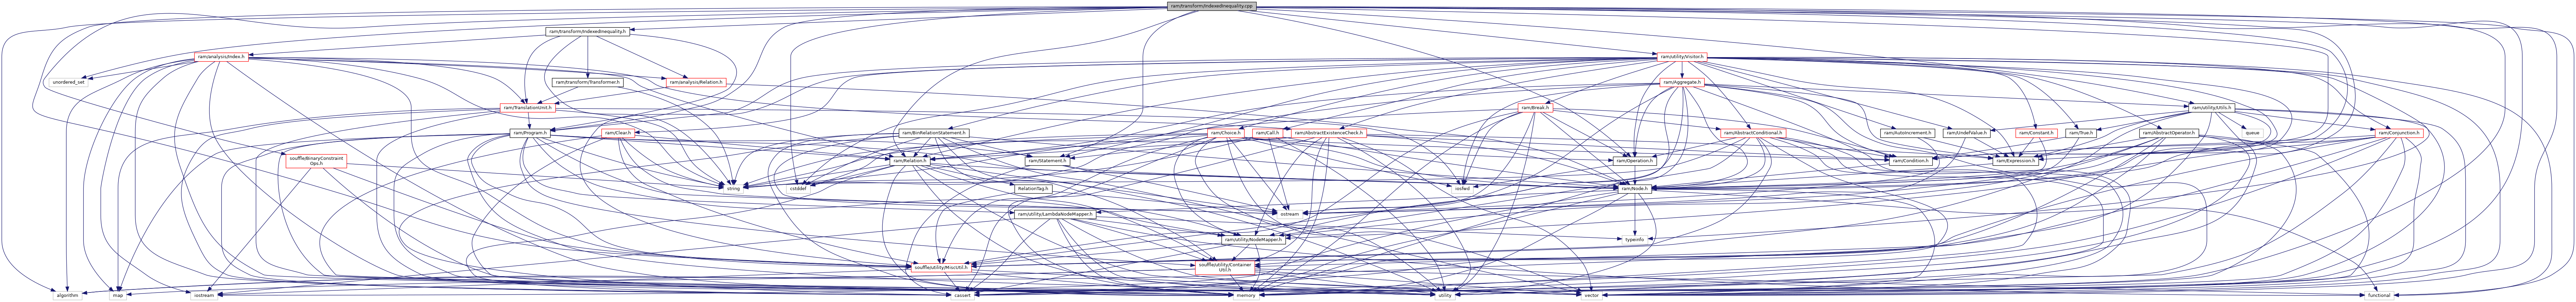 ram/transform/IndexedInequality.cpp
ram/transform/IndexedInequality.h
ram/analysis/Index.h
ram/utility/Visitor.h
unordered_set
ram/transform/Transformer.h
ram/analysis/Relation.h
ram/Aggregate.h
ram/TranslationUnit.h
ram/Break.h
ram/utility/Utils.h
ram/Program.h
ram/Clear.h
ram/BinRelationStatement.h
ram/Choice.h
ram/Call.h
ram/AbstractExistenceCheck.h
ram/AbstractConditional.h
ram/AutoIncrement.h
ram/UndefValue.h
ram/Constant.h
ram/True.h
ram/AbstractOperator.h
queue
ram/Conjunction.h
souffle/BinaryConstraint
Ops.h
ram/Relation.h
ram/Statement.h
ram/Operation.h
ram/Condition.h
ram/Expression.h
string
cstddef
RelationTag.h
iosfwd
ram/Node.h
ram/utility/LambdaNodeMapper.h
ostream
ram/utility/NodeMapper.h
typeinfo
souffle/utility/MiscUtil.h
souffle/utility/Container
Util.h
algorithm
map
iostream
cassert
memory
utility
vector
functional